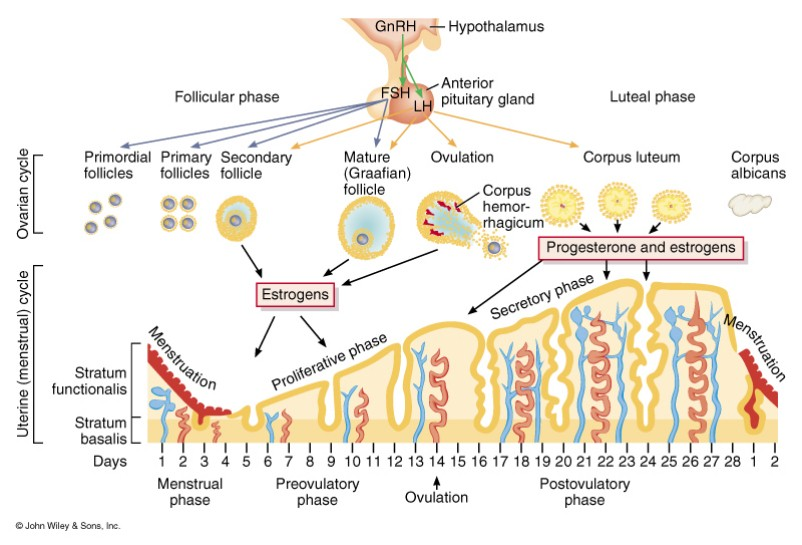 GnRH
Hypothalamus
Follicular phase
FSH
LH
Anterior
pituitary gland
Luteal phase
Ovarian cycle
Primordial
follicles
Primary
follicles
Secondary
follicle
Mature
(Graafian)
follicle
Ovulation
Corpus
hemor-
rhagicum
Corpus luteum
Corpus
albicans
Progesterone and estrogens
Estrogens
Uterine (menstrual) cycle
Menstruation
Proliferative phase
Secretory phase
Menstruation
Stratum
functionalis
Stratum
basalis
Days 1 2 3 4 5 6 7 8 9 10 11 12 13 14 15 16 17 18 19 20 21 22 23 24 25 26 27 28 1 2
Menstrual
phase
Preovulatory
phase
Ovulation
Postovulatory
phase
© John Wiley & Sons, Inc.